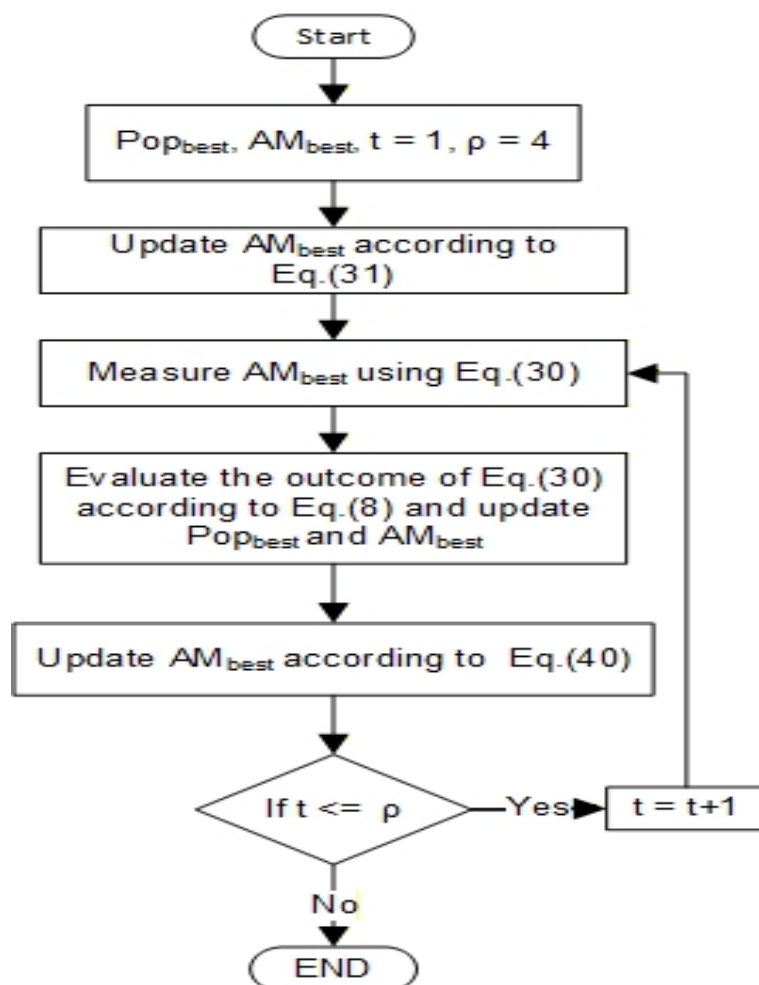 Start
Popbest, AMbest, t = 1, ρ = 4
Update AMbest according to
Eq.(31)
Measure AMbest using Eq.(30)
Evaluate the outcome of Eq.(30)
according to Eq.(8) and update
Popbest and AMbest
Update AMbest according to Eq.(40)
If t <= ρ
Yes
t = t+1
No
END